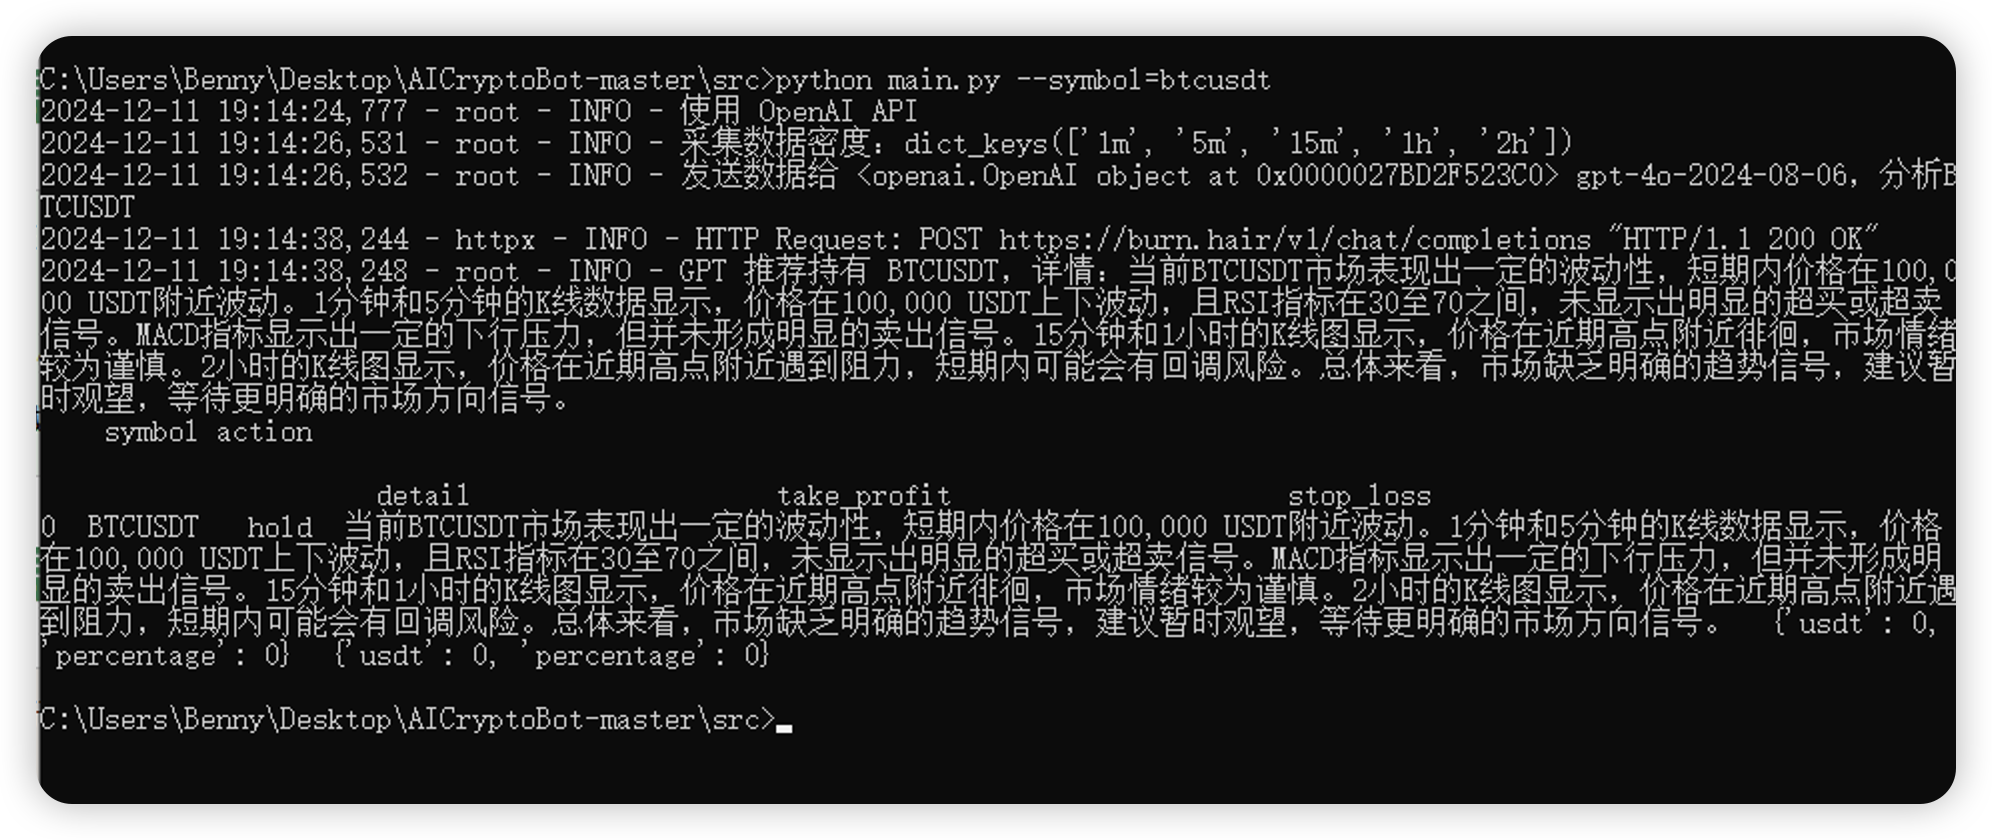 C:\Users\Benny\Desktop\AICryptoBot-master\src>python main.py --symbol=btcusdt
2024-12-11 19:14:24,777 - root - INFO - 使用 OpenAI API
2024-12-11 19:14:26,531 - root - INFO - 采集数据密度：dict_keys(['1m', '5m', '15m', '1h', '2h'])
2024-12-11 19:14:26,532 - root - INFO - 发送数据给 <openai.OpenAI object at 0x0000027BD2F523C0> gpt-4o-2024-08-06，分析B
TCUSDT
2024-12-11 19:14:38,244 - httpx - INFO - HTTP Request: POST https://burn.hair/v1/chat/completions "HTTP/1.1 200 OK"
2024-12-11 19:14:38,248 - root - INFO - GPT 推荐持有 BTCUSDT，详情：当前BTCUSDT市场表现出一定的波动性，短期内价格在100,0
00 USDT附近波动。1分钟和5分钟的K线数据显示，价格在100,000 USDT上下波动，且RSI指标在30至70之间，未显示出明显的超买或超卖
信号。MACD指标显示出一定的下行压力，但并未形成明显的卖出信号。15分钟和1小时的K线图显示，价格在近期高点附近徘徊，市场情绪
较为谨慎。2小时的K线图显示，价格在近期高点附近遇到阻力，短期内可能会有回调风险。总体来看，市场缺乏明确的趋势信号，建议暂
时观望，等待更明确的市场方向信号。
symbol action
detail take_profit stop_loss
0 BTCUSDT hold 当前BTCUSDT市场表现出一定的波动性，短期内价格在100,000 USDT附近波动。1分钟和5分钟的K线数据显示，价格
在100,000 USDT上下波动，且RSI指标在30至70之间，未显示出明显的超买或超卖信号。MACD指标显示出一定的下行压力，但并未形成明
显的卖出信号。15分钟和1小时的K线图显示，价格在近期高点附近徘徊，市场情绪较为谨慎。2小时的K线图显示，价格在近期高点附近遇
到阻力，短期内可能会有回调风险。总体来看，市场缺乏明确的趋势信号，建议暂时观望，等待更明确的市场方向信号。 {'usdt': 0,
'percentage': 0} {'usdt': 0, 'percentage': 0}
C:\Users\Benny\Desktop\AICryptoBot-master\src>